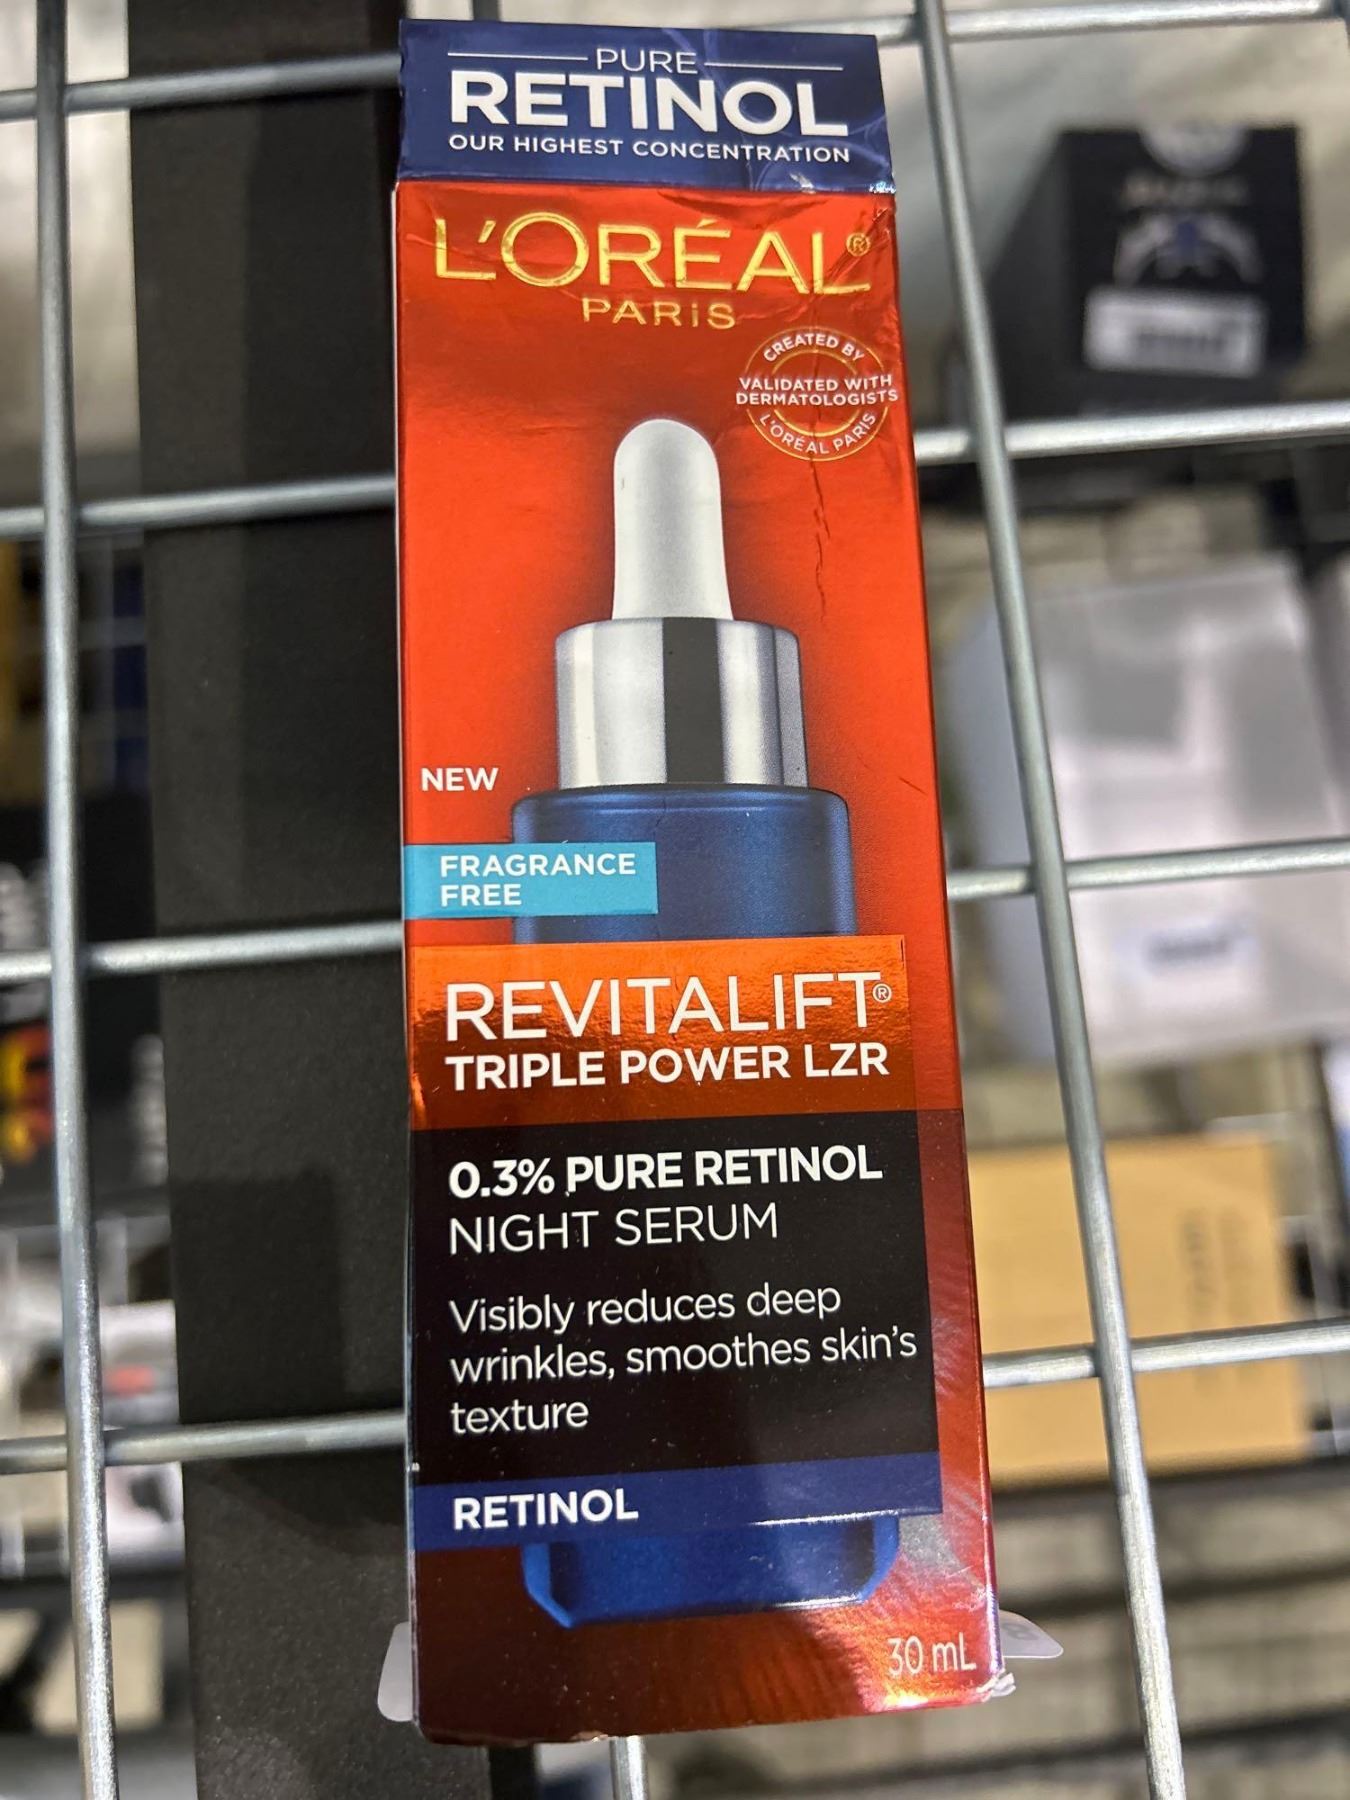 PURE
RETINOL
OUR HIGHEST CONCENTRATION
L'ORÉAL®
PARIS
CREATED BY
VALIDATED WITH
DERMATOLOGISTS
L'ORÉAL PARIS
NEW
FRAGRANCE
FREE
REVITALIFT®
TRIPLE POWER LZR
0.3% PURE RETINOL
NIGHT SERUM
Visibly reduces deep
wrinkles, smoothes skin's
texture
RETINOL
30 mL